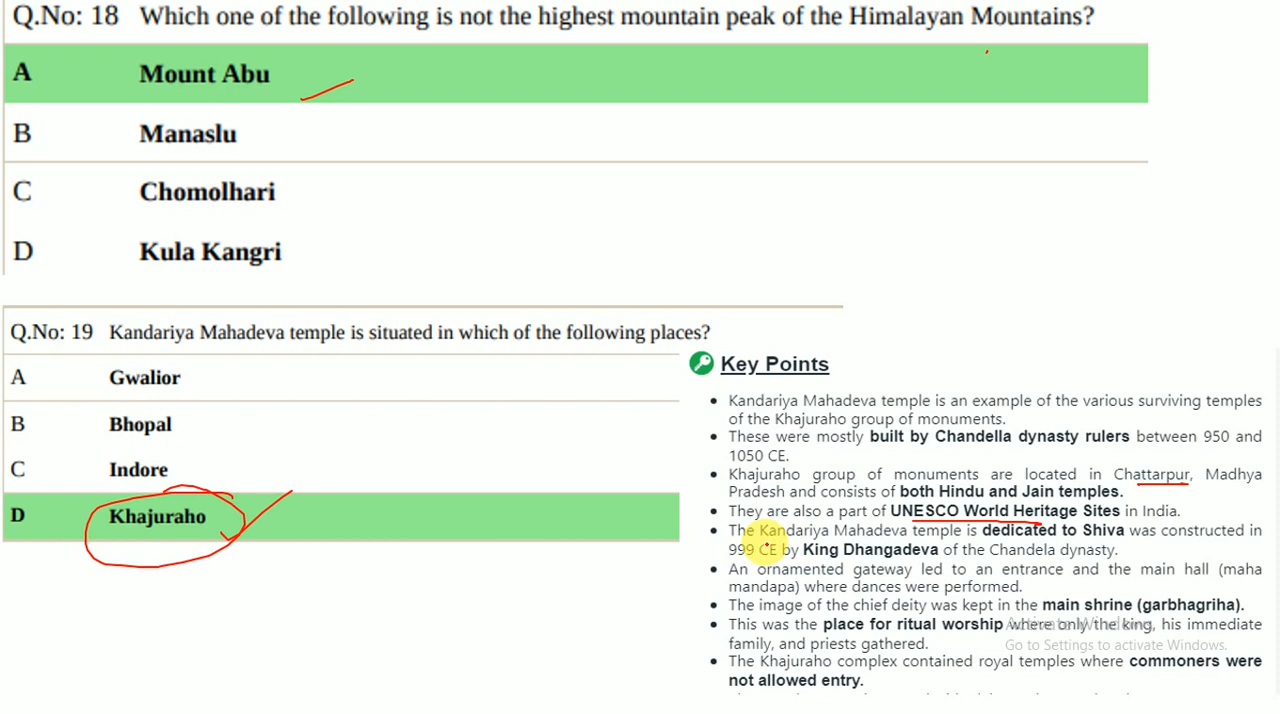 Q.No: 18 Which one of the following is not the highest mountain peak of the Himalayan Mountains?
A Mount Abu
B Manaslu
C Chomolhari
D Kula Kangri
Q.No: 19 Kandariya Mahadeva temple is situated in which of the following places?
A Gwalior
B Bhopal
C Indore
D Khajuraho
Key Points
• Kandariya Mahadeva temple is an example of the various surviving temples
of the Khajuraho group of monuments.
• These were mostly built by Chandella dynasty rulers between 950 and
1050 CE.
• Khajuraho group of monuments are located in Chattarpur, Madhya
Pradesh and consists of both Hindu and Jain temples.
• They are also a part of UNESCO World Heritage Sites in India.
• The Kandariya Mahadeva temple is dedicated to Shiva was constructed in
999 CE by King Dhangadeva of the Chandela dynasty.
• An ornamented gateway led to an entrance and the main hall (maha
mandapa) where dances were performed.
• The image of the chief deity was kept in the main shrine (garbhagriha).
• This was the place for ritual worship where only the king, his immediate
family, and priests gathered.
• The Khajuraho complex contained royal temples where commoners were
not allowed entry.
Activate Windows
Go to Settings to activate Windows.